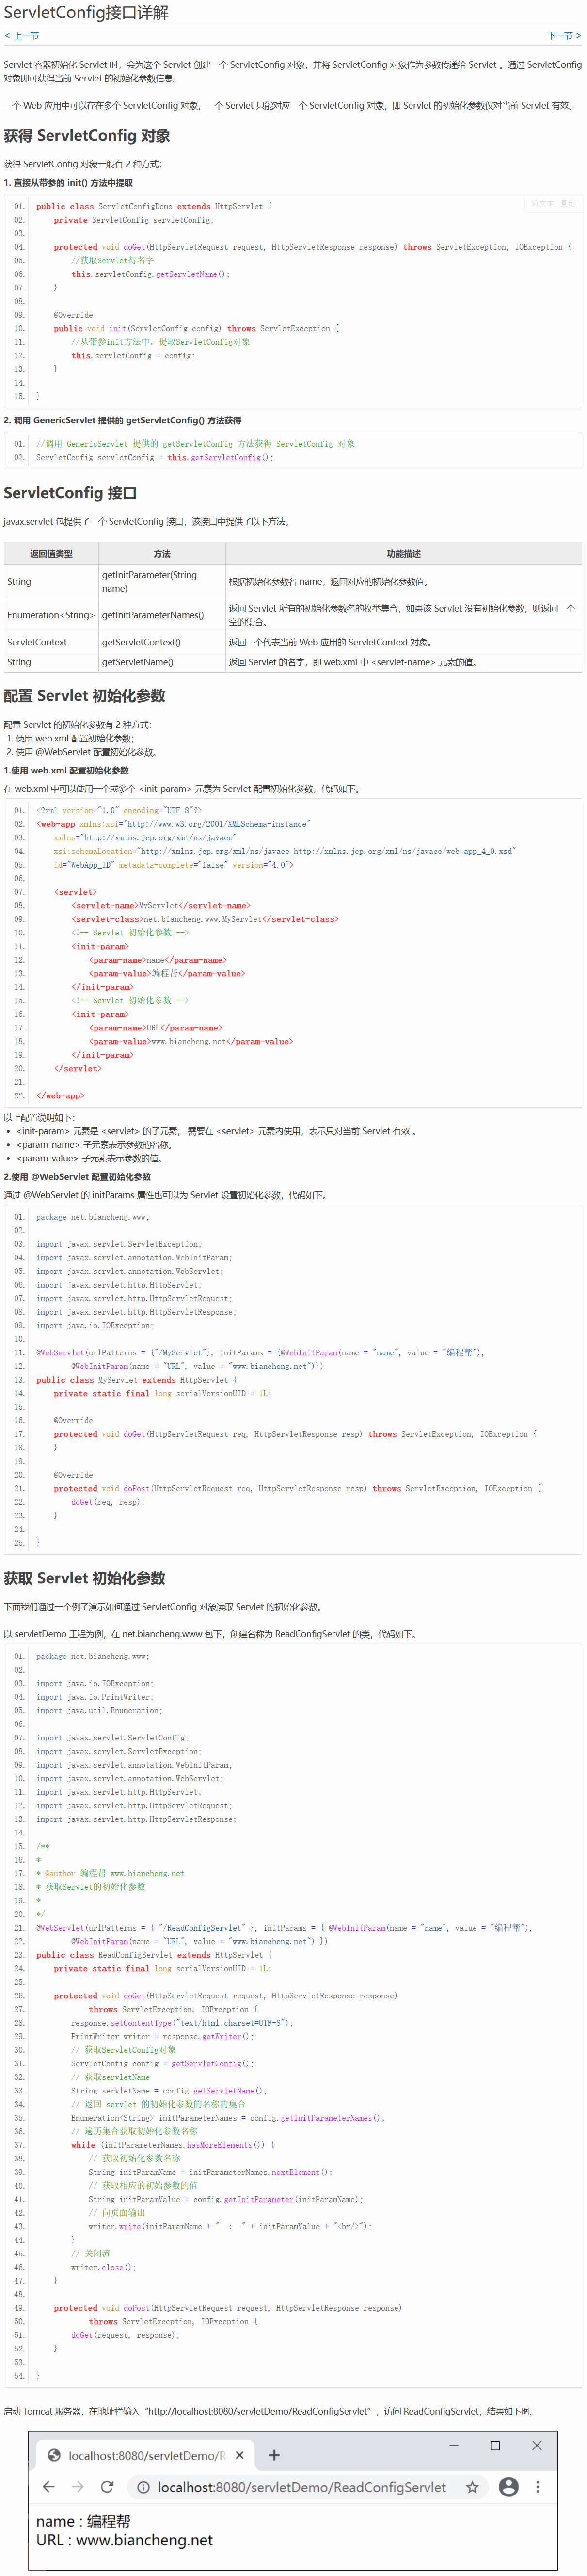 ServletConfig接口详解
< 上一节 下一节 >
Servlet 容器初始化 Servlet 时，会为这个 Servlet 创建一个 ServletConfig 对象，并将 ServletConfig 对象作为参数传递给 Servlet 。通过 ServletConfig
对象即可获得当前 Servlet 的初始化参数信息。
一个 Web 应用中可以存在多个 ServletConfig 对象，一个 Servlet 只能对应一个 ServletConfig 对象，即 Servlet 的初始化参数仅对当前 Servlet 有效。
获得 ServletConfig 对象
获得 ServletConfig 对象一般有 2 种方式：
1. 直接从带参的 init() 方法中提取
纯文本 复制
01. public class ServletConfigDemo extends HttpServlet {
02. private ServletConfig servletConfig;
03.
04. protected void doGet(HttpServletRequest request, HttpServletResponse response) throws ServletException, IOException {
05. //获取Servlet得名字
06. this.servletConfig.getServletName();
07. }
08.
09. @Override
10. public void init(ServletConfig config) throws ServletException {
11. //从带参init方法中，提取ServletConfig对象
12. this.servletConfig = config;
13. }
14.
15. }
2. 调用 GenericServlet 提供的 getServletConfig() 方法获得
01. //调用 GenericServlet 提供的 getServletConfig 方法获得 ServletConfig 对象
02. ServletConfig servletConfig = this.getServletConfig();
ServletConfig 接口
javax.servlet 包提供了一个 ServletConfig 接口，该接口中提供了以下方法。
返回值类型 方法 功能描述
String getInitParameter(String name) 根据初始化参数名 name，返回对应的初始化参数值。
Enumeration<String> getInitParameterNames() 返回 Servlet 所有的初始化参数名的枚举集合，如果该 Servlet 没有初始化参数，则返回一个空的集合。
ServletContext getServletContext() 返回一个代表当前 Web 应用的 ServletContext 对象。
String getServletName() 返回 Servlet 的名字，即 web.xml 中 <servlet-name> 元素的值。
配置 Servlet 初始化参数
配置 Servlet 的初始化参数有 2 种方式：
1. 使用 web.xml 配置初始化参数；
2. 使用 @WebServlet 配置初始化参数。
1.使用 web.xml 配置初始化参数
在 web.xml 中可以使用一个或多个 <init-param> 元素为 Servlet 配置初始化参数，代码如下。
01. <?xml version="1.0" encoding="UTF-8"?>
02. <web-app xmlns:xsi="http://www.w3.org/2001/XMLSchema-instance"
03. xmlns="http://xmlns.jcp.org/xml/ns/javaee"
04. xsi:schemaLocation="http://xmlns.jcp.org/xml/ns/javaee http://xmlns.jcp.org/xml/ns/javaee/web-app_4_0.xsd"
05. id="WebApp_ID" metadata-complete="false" version="4.0">
06.
07. <servlet>
08. <servlet-name>MyServlet</servlet-name>
09. <servlet-class>net.biancheng.www.MyServlet</servlet-class>
10. <!-- Servlet 初始化参数 -->
11. <init-param>
12. <param-name>name</param-name>
13. <param-value>编程帮</param-value>
14. </init-param>
15. <!-- Servlet 初始化参数 -->
16. <init-param>
17. <param-name>URL</param-name>
18. <param-value>www.biancheng.net</param-value>
19. </init-param>
20. </servlet>
21.
22. </web-app>
以上配置说明如下：
• <init-param> 元素是 <servlet> 的子元素， 需要在 <servlet> 元素内使用，表示只对当前 Servlet 有效 。
• <param-name> 子元素表示参数的名称。
• <param-value> 子元素表示参数的值。
2.使用 @WebServlet 配置初始化参数
通过 @WebServlet 的 initParams 属性也可以为 Servlet 设置初始化参数，代码如下。
01. package net.biancheng.www;
02.
03. import javax.servlet.ServletException;
04. import javax.servlet.annotation.WebInitParam;
05. import javax.servlet.annotation.WebServlet;
06. import javax.servlet.http.HttpServlet;
07. import javax.servlet.http.HttpServletRequest;
08. import javax.servlet.http.HttpServletResponse;
09. import java.io.IOException;
10.
11. @WebServlet(urlPatterns = {"/MyServlet"}, initParams = {@WebInitParam(name = "name", value = "编程帮"),
12. @WebInitParam(name = "URL", value = "www.biancheng.net")})
13. public class MyServlet extends HttpServlet {
14. private static final long serialVersionUID = 1L;
15.
16. @Override
17. protected void doGet(HttpServletRequest req, HttpServletResponse resp) throws ServletException, IOException {
18. }
19.
20. @Override
21. protected void doPost(HttpServletRequest req, HttpServletResponse resp) throws ServletException, IOException {
22. doGet(req, resp);
23. }
24.
25. }
获取 Servlet 初始化参数
下面我们通过一个例子演示如何通过 ServletConfig 对象读取 Servlet 的初始化参数。
以 servletDemo 工程为例，在 net.biancheng.www 包下，创建名称为 ReadConfigServlet 的类，代码如下。
01. package net.biancheng.www;
02.
03. import java.io.IOException;
04. import java.io.PrintWriter;
05. import java.util.Enumeration;
06.
07. import javax.servlet.ServletConfig;
08. import javax.servlet.ServletException;
09. import javax.servlet.annotation.WebInitParam;
10. import javax.servlet.annotation.WebServlet;
11. import javax.servlet.http.HttpServlet;
12. import javax.servlet.http.HttpServletRequest;
13. import javax.servlet.http.HttpServletResponse;
14.
15. /**
16. *
17. * @author 编程帮 www.biancheng.net
18. * 获取Servlet的初始化参数
19. *
20. */
21. @WebServlet(urlPatterns = { "/ReadConfigServlet" }, initParams = { @WebInitParam(name = "name", value = "编程帮"),
22. @WebInitParam(name = "URL", value = "www.biancheng.net") })
23. public class ReadConfigServlet extends HttpServlet {
24. private static final long serialVersionUID = 1L;
25.
26. protected void doGet(HttpServletRequest request, HttpServletResponse response)
27. throws ServletException, IOException {
28. response.setContentType("text/html;charset=UTF-8");
29. PrintWriter writer = response.getWriter();
30. // 获取ServletConfig对象
31. ServletConfig config = getServletConfig();
32. // 获取servletName
33. String servletName = config.getServletName();
34. // 返回 servlet 的初始化参数的名称的集合
35. Enumeration<String> initParameterNames = config.getInitParameterNames();
36. // 遍历集合获取初始化参数名称
37. while (initParameterNames.hasMoreElements()) {
38. // 获取初始化参数名称
39. String initParamName = initParameterNames.nextElement();
40. // 获取相应的初始参数的值
41. String initParamValue = config.getInitParameter(initParamName);
42. // 向页面输出
43. writer.write(initParamName + " : " + initParamValue + "<br/>");
44. }
45. // 关闭流
46. writer.close();
47. }
48.
49. protected void doPost(HttpServletRequest request, HttpServletResponse response)
50. throws ServletException, IOException {
51. doGet(request, response);
52. }
53.
54. }
启动 Tomcat 服务器，在地址栏输入“http://localhost:8080/servletDemo/ReadConfigServlet”，访问 ReadConfigServlet，结果如下图。
localhost:8080/servletDemo/R
localhost:8080/servletDemo/ReadConfigServlet
name : 编程帮
URL : www.biancheng.net